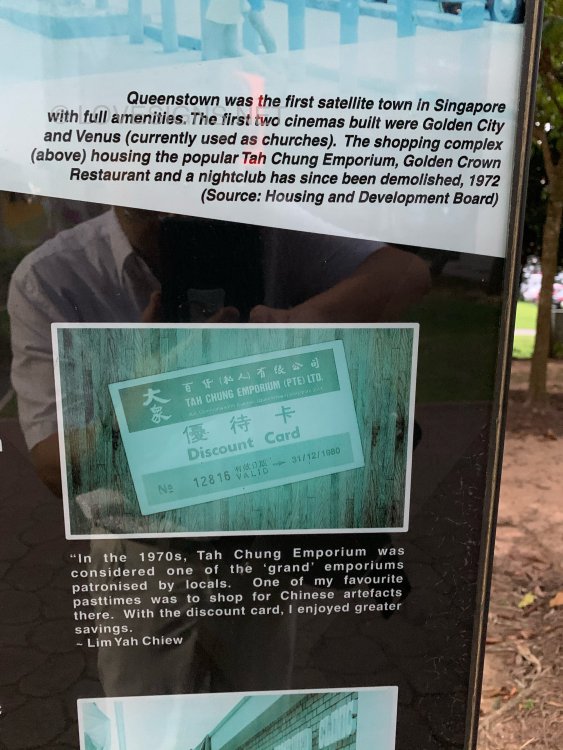 © LOVESIGNS.NET
Queenstown was the first satellite town in Singapore
with full amenities. The first two cinemas built were Golden City
and Venus (currently used as churches). The shopping complex
(above) housing the popular Tah Chung Emporium, Golden Crown
Restaurant and a nightclub has since been demolished, 1972
(Source: Housing and Development Board)
大象
百貨(私人)有限公司
TAH CHUNG EMPORIUM (PTE) LTD.
優待卡
Discount Card
No 12816 VALID 31/12/1980
"In the 1970s, Tah Chung Emporium was
considered one of the 'grand' emporiums
patronised by locals. One of my favourite
pasttimes was to shop for Chinese artefacts
there. With the discount card, I enjoyed greater
savings.
~ Lim Yah Chiew